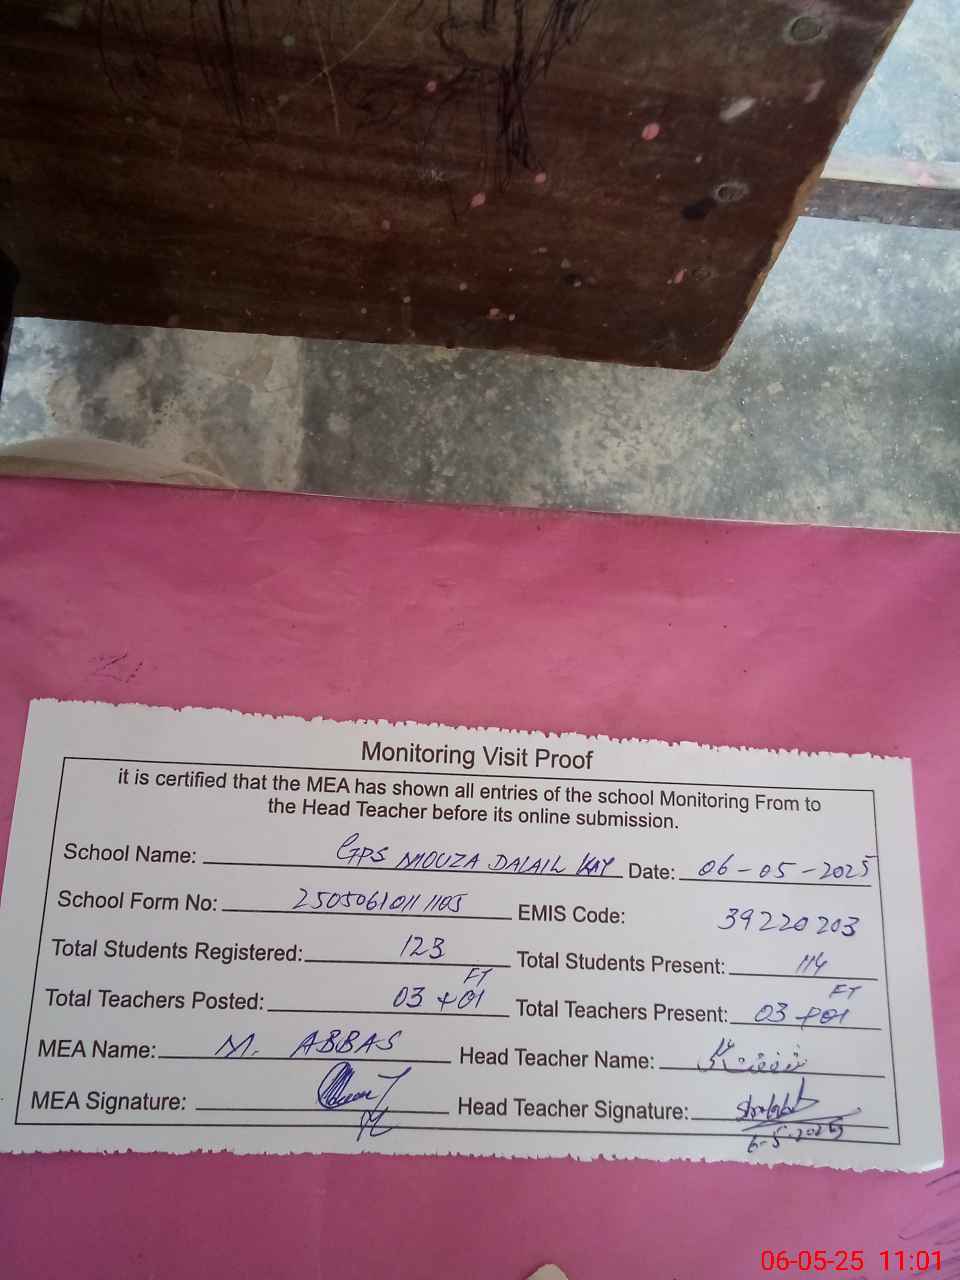 Monitoring Visit Proof
it is certified that the MEA has shown all entries of the school Monitoring From to
the Head Teacher before its online submission.
School Name: GPS MOUZA DALAIL KAY Date: 06-05-2025
School Form No: 2505061011105 EMIS Code: 39220203
Total Students Registered: 123 Total Students Present: 114
Total Teachers Posted: 03 + 01 FT Total Teachers Present: 03 + 01 FT
MEA Name: M. ABBAS Head Teacher Name:
MEA Signature: Head Teacher Signature:
6-5-2025
06-05-25 11:01